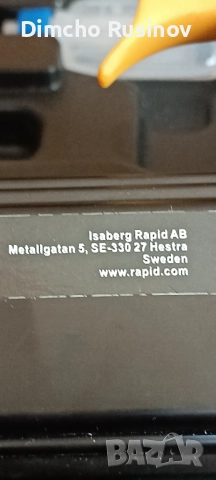 Dimcho Rusinov
Isaberg Rapid AB
Metallgatan 5, SE-330 27 Hestra
Sweden
www.rapid.com
BAZAR